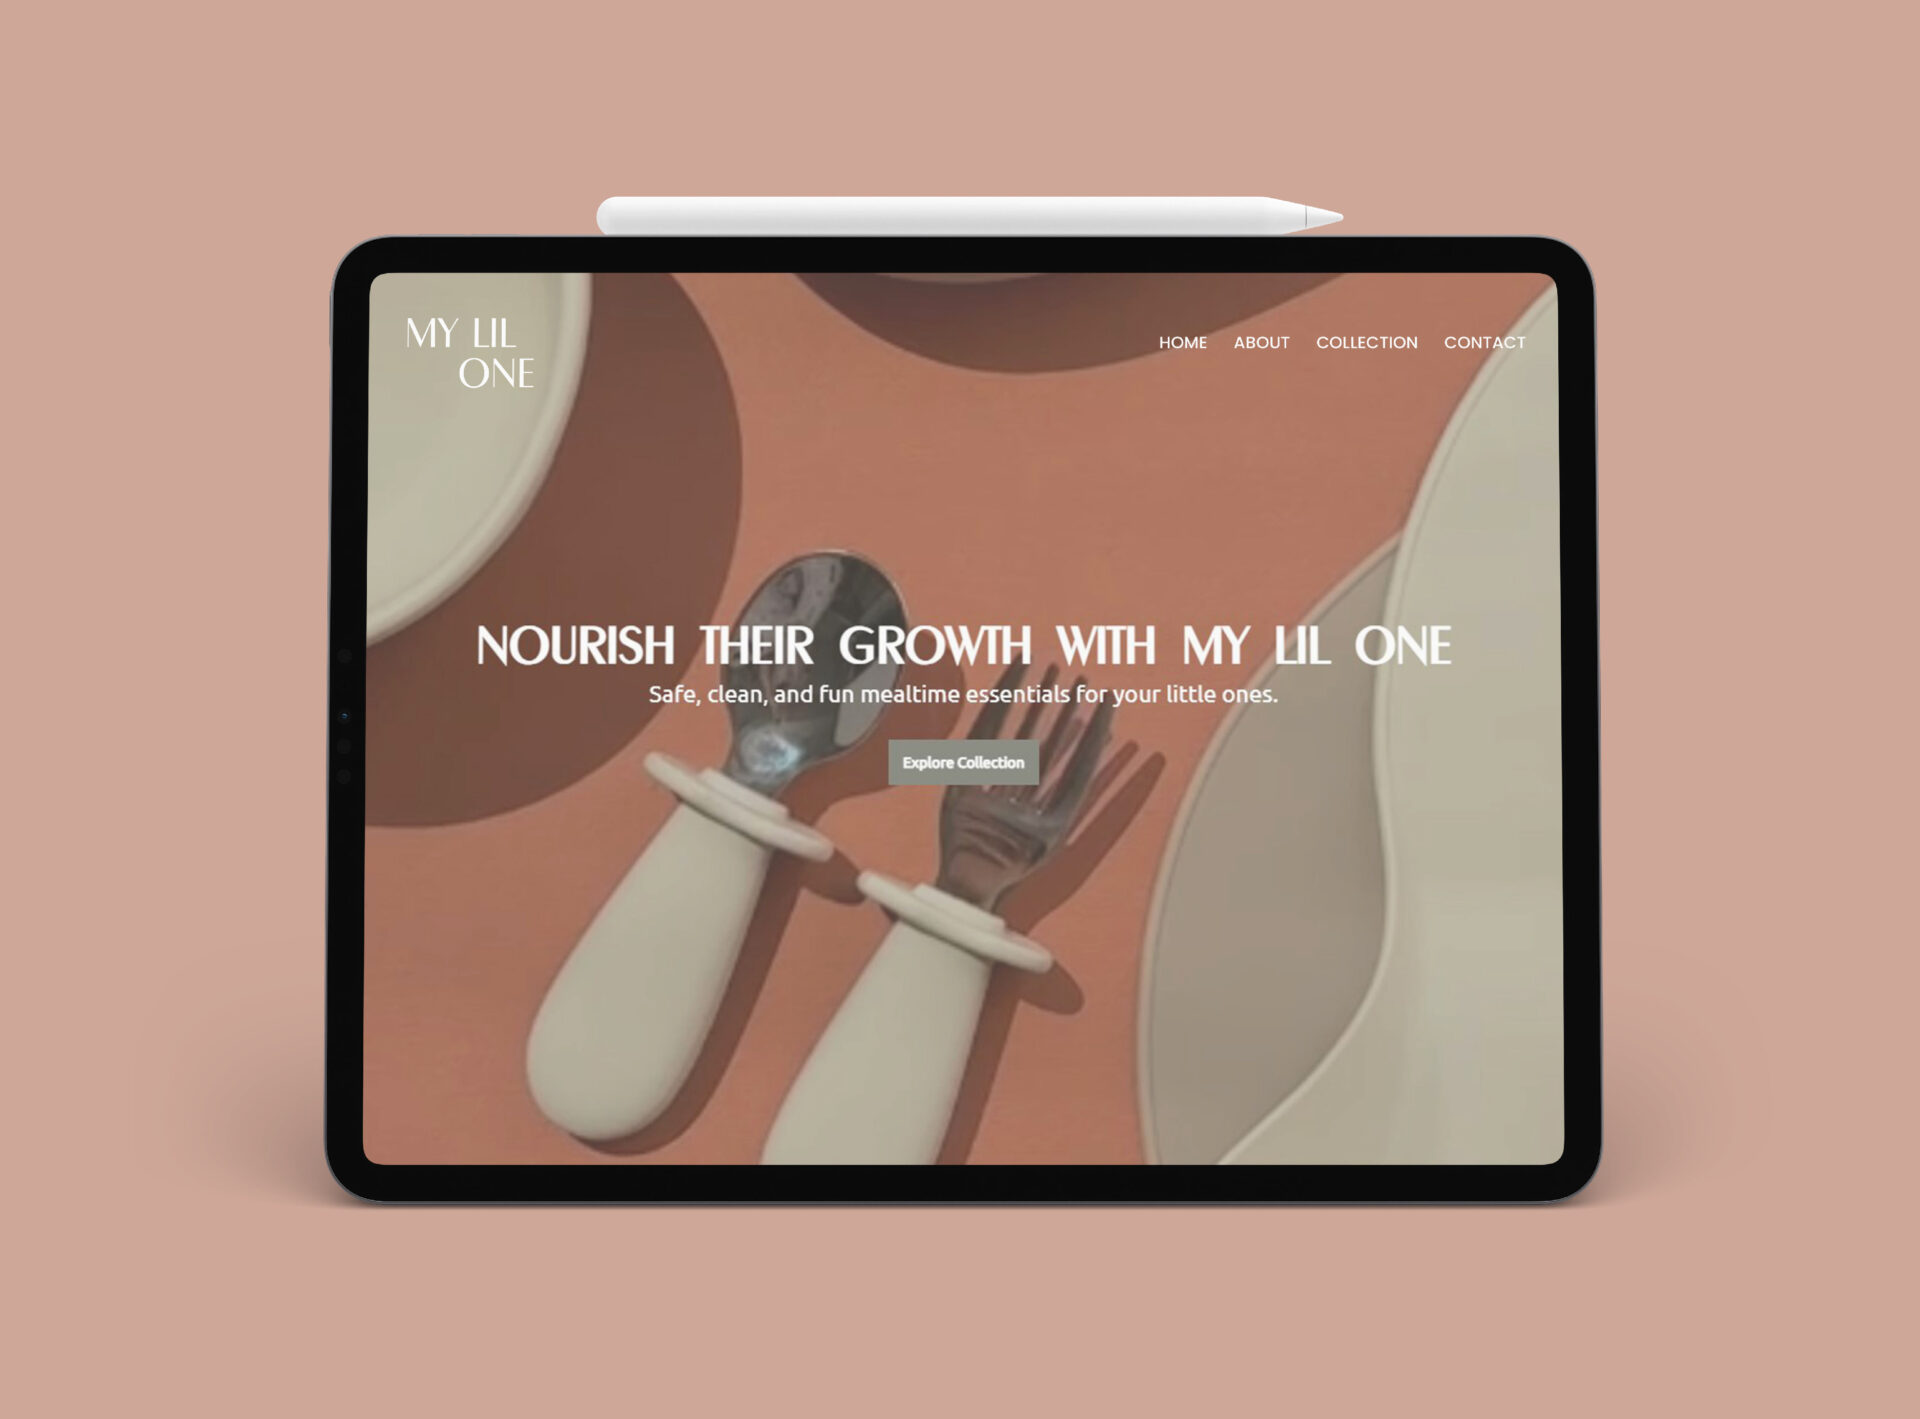 MY LIL
ONE
HOME ABOUT COLLECTION CONTACT
NOURISH THEIR GROWTH WITH MY LIL ONE
Safe, clean, and fun mealtime essentials for your little ones.
Explore Collection